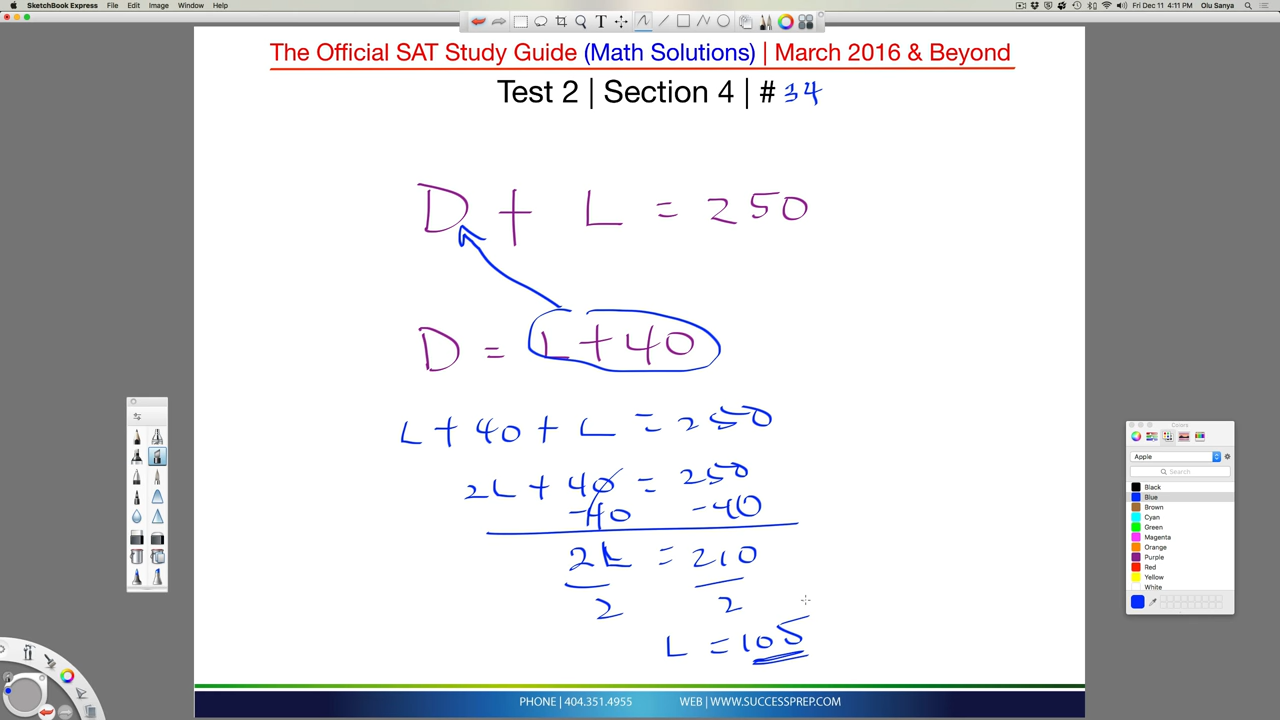 SketchBook Express File Edit Image Window Help Fri Dec 11 4:11 PM Olu Sanya
The Official SAT Study Guide (Math Solutions) | March 2016 & Beyond
Test 2 | Section 4 | # 34
D + L = 250
D = L + 40
L + 40 + L = 250
2L + 40 = 250
-40 -40
2L = 210
2 2
L = 105
Colors
Apple
Search
Black
Blue
Brown
Cyan
Green
Magenta
Orange
Purple
Red
Yellow
White
PHONE | 404.351.4955 WEB | WWW.SUCCESSPREP.COM